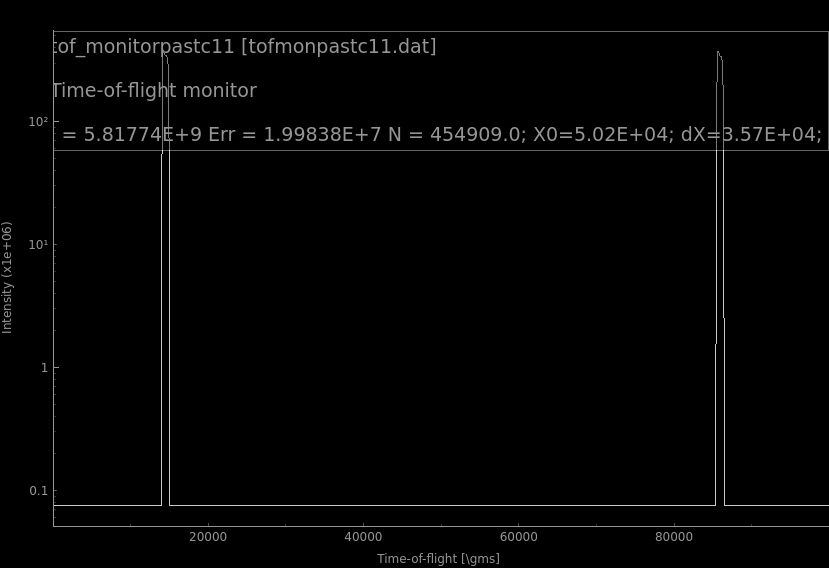 tof_monitorpastc11 [tofmonpastc11.dat]
Time-of-flight monitor
= 5.81774E+9 Err = 1.99838E+7 N = 454909.0; X0=5.02E+04; dX=3.57E+04;
10²
10¹
1
0.1
Intensity (x1e+06)
20000 40000 60000 80000
Time-of-flight [\gms]